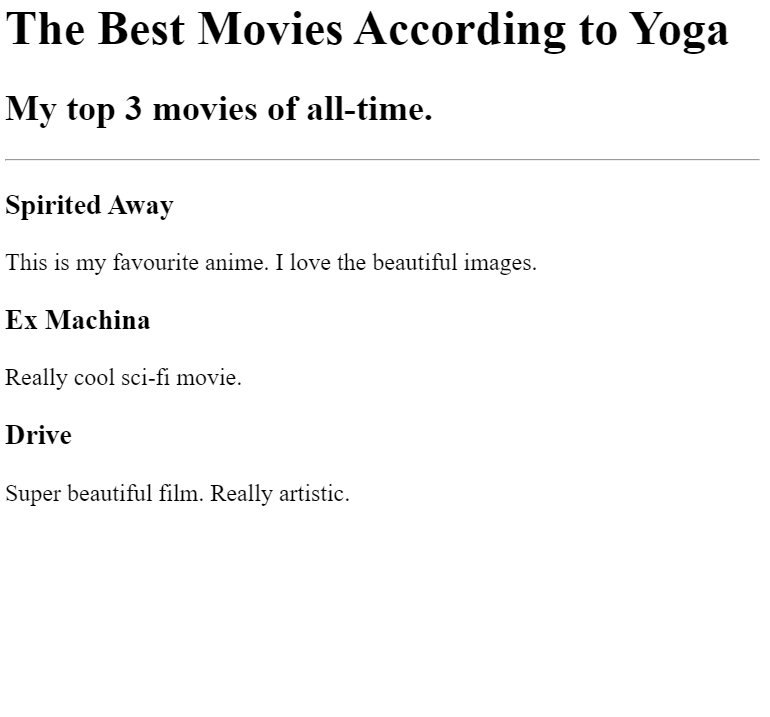 The Best Movies According to Yoga
My top 3 movies of all-time.
Spirited Away
This is my favourite anime. I love the beautiful images.
Ex Machina
Really cool sci-fi movie.
Drive
Super beautiful film. Really artistic.